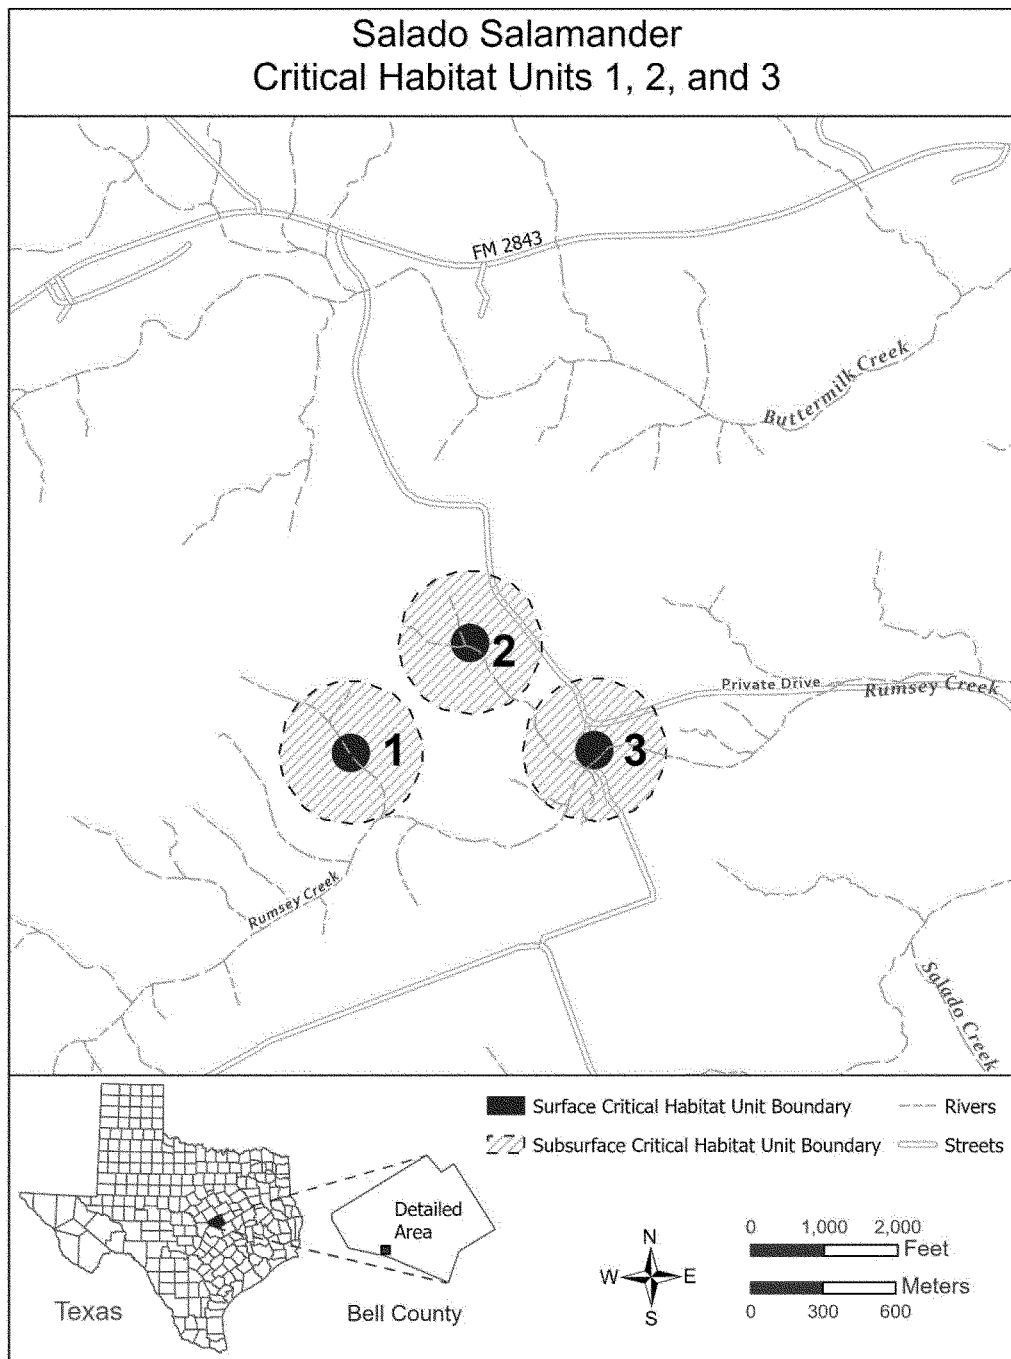 Salado Salamander
Critical Habitat Units 1, 2, and 3
FM 2843
Buttermilk Creek
2
Private Drive
Rumsey Creek
1
3
Rumsey Creek
Salado Creek
Surface Critical Habitat Unit Boundary
Rivers
Subsurface Critical Habitat Unit Boundary
Streets
Detailed
Area
Texas
Bell County
N
W
E
S
0 1,000 2,000
Feet
Meters
0 300 600